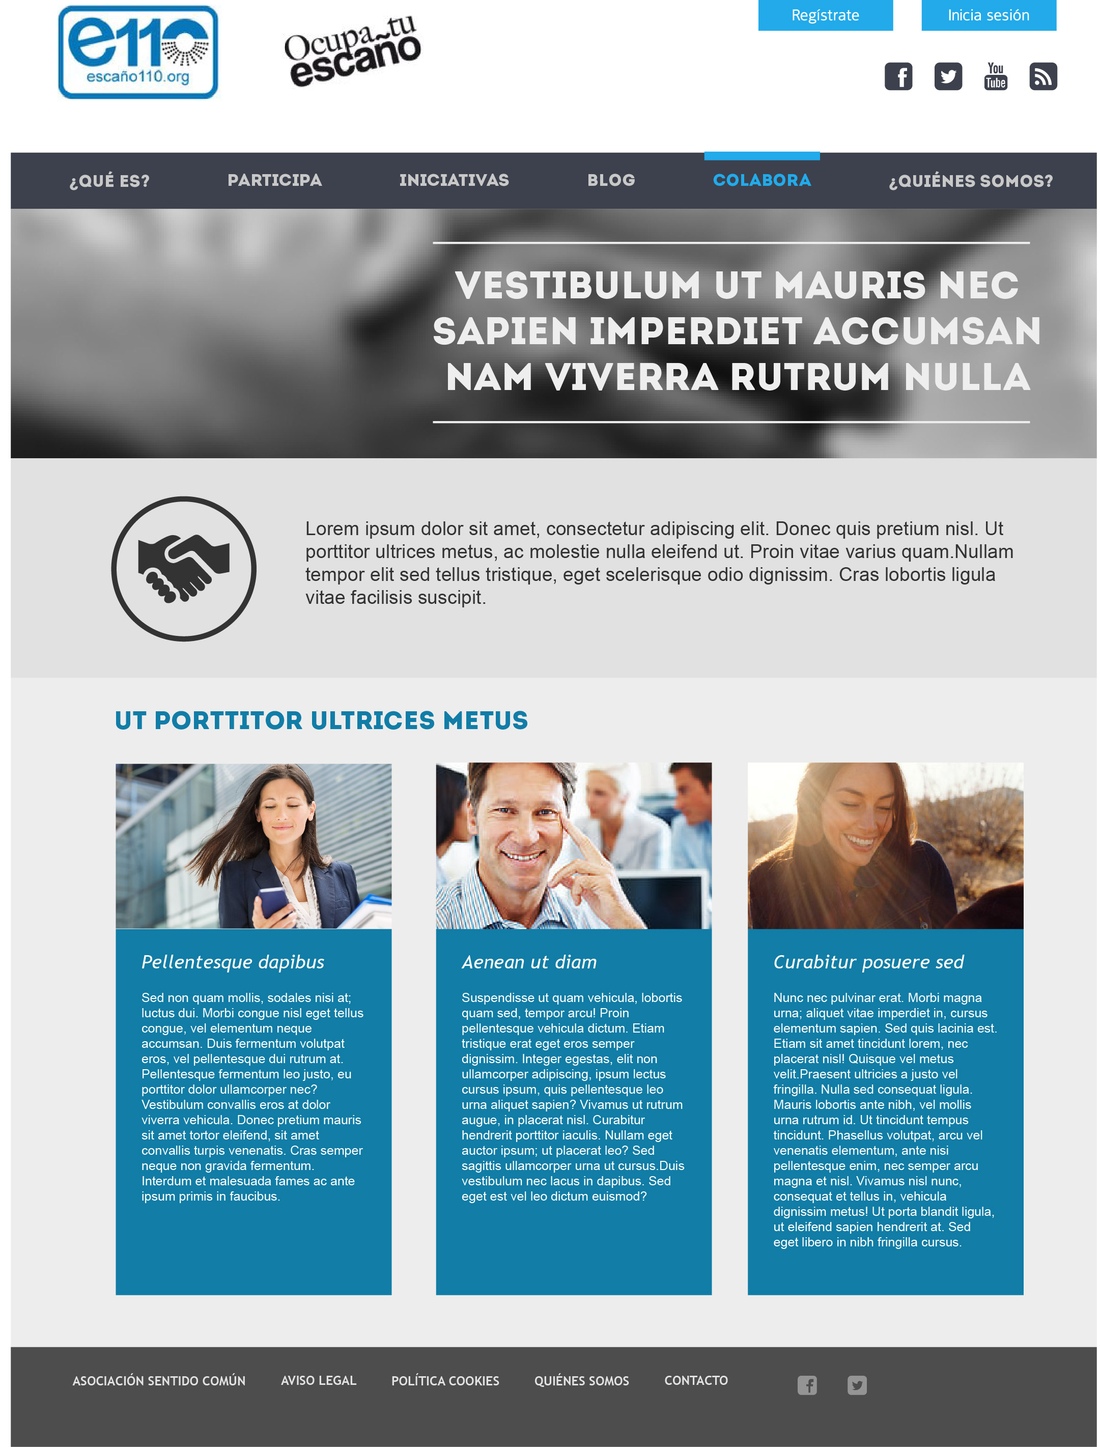 e110
escaño110.org
Ocupa tu
escaño
Regístrate
Inicia sesión
You
Tube
¿QUÉ ES?
PARTICIPA
INICIATIVAS
BLOG
COLABORA
¿QUIÉNES SOMOS?
VESTIBULUM UT MAURIS NEC
SAPIEN IMPERDIET ACCUMSAN
NAM VIVERRA RUTRUM NULLA
Lorem ipsum dolor sit amet, consectetur adipiscing elit. Donec quis pretium nisl. Ut
porttitor ultrices metus, ac molestie nulla eleifend ut. Proin vitae varius quam.Nullam
tempor elit sed tellus tristique, eget scelerisque odio dignissim. Cras lobortis ligula
vitae facilisis suscipit.
UT PORTTITOR ULTRICES METUS
Pellentesque dapibus
Sed non quam mollis, sodales nisi at;
luctus dui. Morbi congue nisl eget tellus
congue, vel elementum neque
accumsan. Duis fermentum volutpat
eros, vel pellentesque dui rutrum at.
Pellentesque fermentum leo justo, eu
porttitor dolor ullamcorper nec?
Vestibulum convallis eros at dolor
viverra vehicula. Donec pretium mauris
sit amet tortor eleifend, sit amet
convallis turpis venenatis. Cras semper
neque non gravida fermentum.
Interdum et malesuada fames ac ante
ipsum primis in faucibus.
Aenean ut diam
Suspendisse ut quam vehicula, lobortis
quam sed, tempor arcu! Proin
pellentesque vehicula dictum. Etiam
tristique erat eget eros semper
dignissim. Integer egestas, elit non
ullamcorper adipiscing, ipsum lectus
cursus ipsum, quis pellentesque leo
urna aliquet sapien? Vivamus ut rutrum
augue, in placerat nisl. Curabitur
hendrerit porttitor iaculis. Nullam eget
auctor ipsum; ut placerat leo? Sed
sagittis ullamcorper urna ut cursus.Duis
vestibulum nec lacus in dapibus. Sed
eget est vel leo dictum euismod?
Curabitur posuere sed
Nunc nec pulvinar erat. Morbi magna
urna; aliquet vitae imperdiet in, cursus
elementum sapien. Sed quis lacinia est.
Etiam sit amet tincidunt lorem, nec
placerat nisl! Quisque vel metus
velit.Praesent ultricies a justo vel
fringilla. Nulla sed consequat ligula.
Mauris lobortis ante nibh, vel mollis
urna rutrum id. Ut tincidunt tempus
tincidunt. Phasellus volutpat, arcu vel
venenatis elementum, ante nisi
pellentesque enim, nec semper arcu
magna et nisl. Vivamus nisl nunc,
consequat et tellus in, vehicula
dignissim metus! Ut porta blandit ligula,
ut eleifend sapien hendrerit at. Sed
eget libero in nibh fringilla cursus.
ASOCIACIÓN SENTIDO COMÚN
AVISO LEGAL
POLÍTICA COOKIES
QUIÉNES SOMOS
CONTACTO